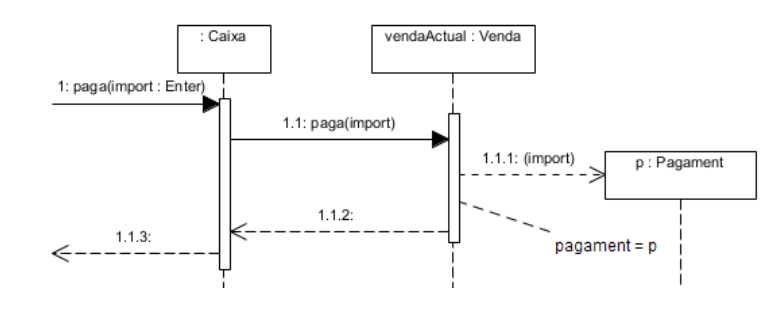 : Caixa
vendaActual : Venda
1: paga(import : Enter)
1.1: paga(import)
1.1.1: (import)
p : Pagament
1.1.2:
pagament = p
1.1.3: